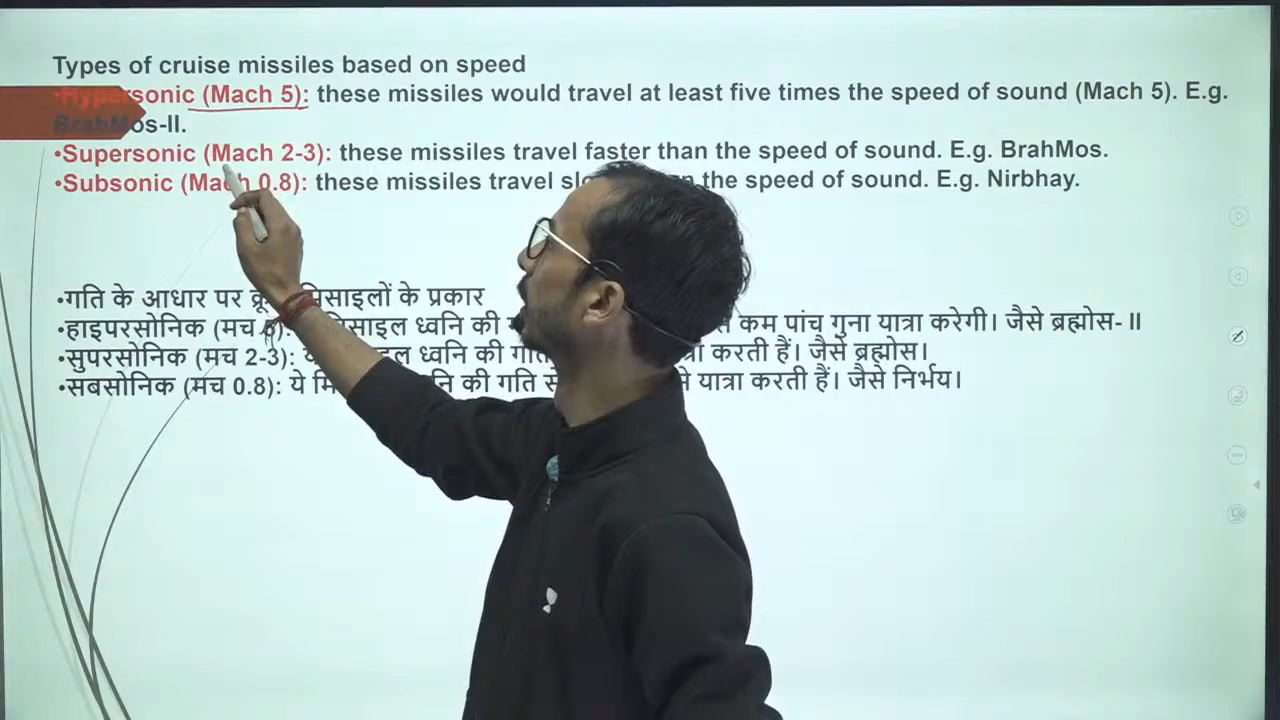 Types of cruise missiles based on speed
•Hypersonic (Mach 5): these missiles would travel at least five times the speed of sound (Mach 5). E.g.
BrahMos-II.
•Supersonic (Mach 2-3): these missiles travel faster than the speed of sound. E.g. BrahMos.
•Subsonic (Mach 0.8): these missiles travel the speed of sound. E.g. Nirbhay.
•गति के आधार पर के प्रकार
•हाइपरसोनिक (मच ध्वनि की कम पांच गुना यात्रा करेगी। जैसे ब्रह्मोस- II
•सुपरसोनिक (मच 2-3): ध्वनि की करती हैं। जैसे ब्रह्मोस।
•सबसोनिक (मच 0.8): ये की गति यात्रा करती हैं। जैसे निर्भय।